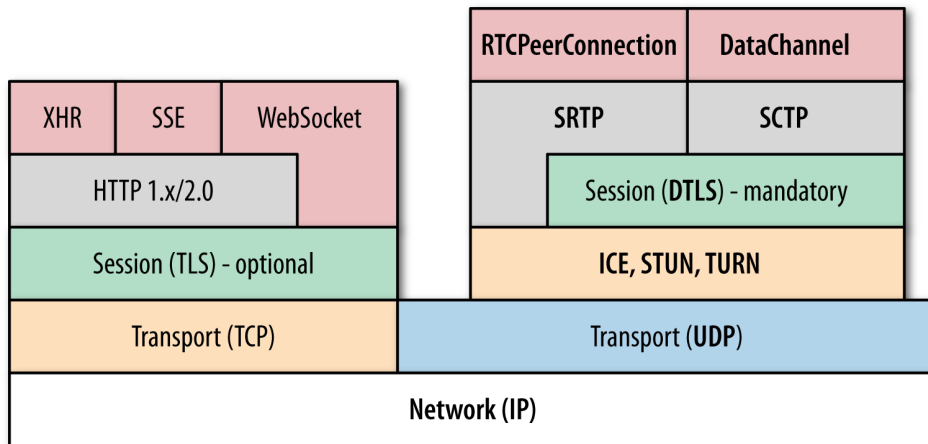 RTCPeerConnection
DataChannel
XHR
SSE
WebSocket
SRTP
SCTP
HTTP 1.x/2.0
Session (DTLS) - mandatory
Session (TLS) - optional
ICE, STUN, TURN
Transport (TCP)
Transport (UDP)
Network (IP)